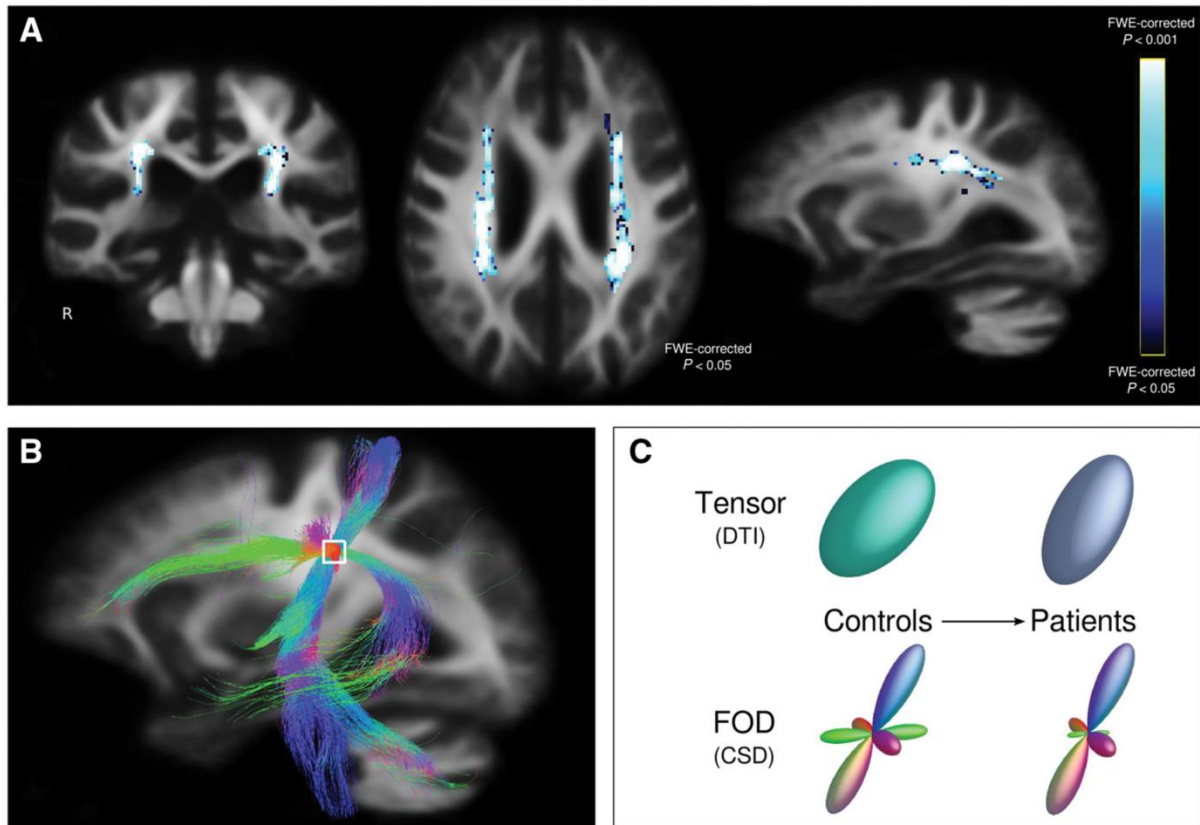 A
FWE-corrected
P < 0.001
R
FWE-corrected
P < 0.05
FWE-corrected
P < 0.05
B
C
Tensor
(DTI)
Controls
Patients
FOD
(CSD)